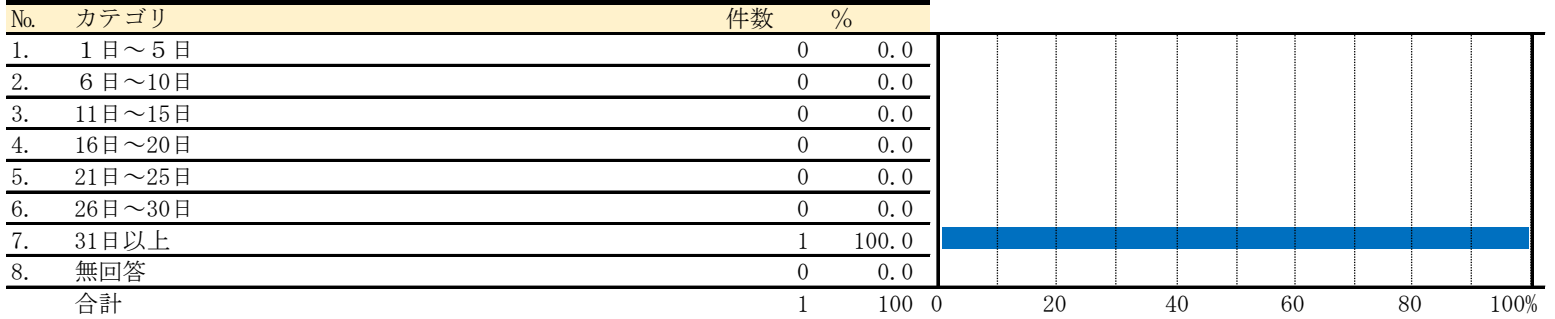 № カテゴリ 件数 %
1. １日～５日 0 0.0
2. ６日～10日 0 0.0
3. 11日～15日 0 0.0
4. 16日～20日 0 0.0
5. 21日～25日 0 0.0
6. 26日～30日 0 0.0
7. 31日以上 1 100.0
8. 無回答 0 0.0
合計 1 100 0 20 40 60 80 100%